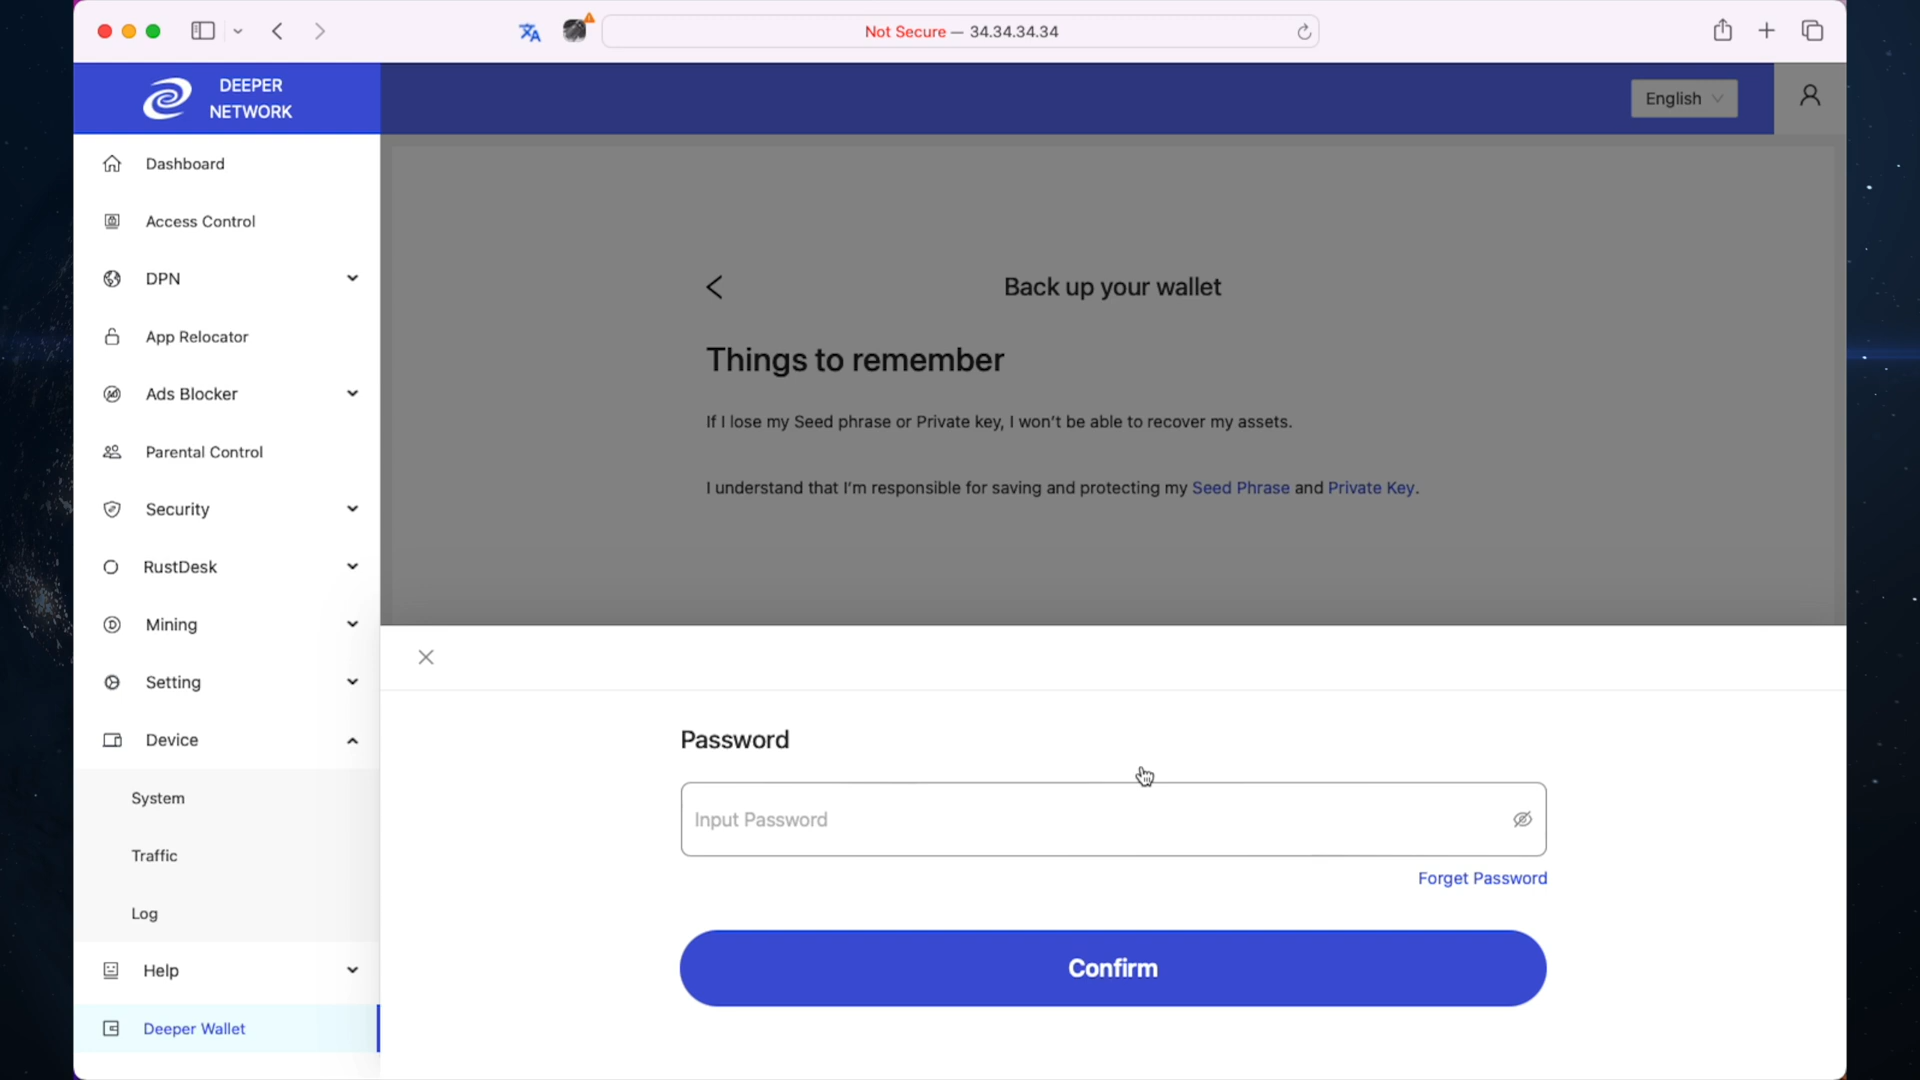 Not Secure — 34.34.34.34
DEEPER
NETWORK
English
Dashboard
Access Control
DPN
App Relocator
Ads Blocker
Parental Control
Security
RustDesk
Mining
Setting
Device
System
Traffic
Log
Help
Deeper Wallet
Back up your wallet
Things to remember
If I lose my Seed phrase or Private key, I won't be able to recover my assets.
I understand that I'm responsible for saving and protecting my Seed Phrase and Private Key.
Password
Input Password
Forget Password
Confirm